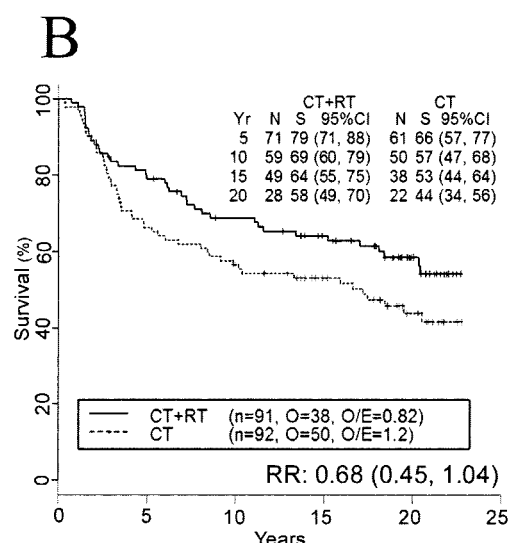 B
CT+RT CT
Yr N S 95%CI N S 95%CI
5 71 79 (71, 88) 61 66 (57, 77)
10 59 69 (60, 79) 50 57 (47, 68)
15 49 64 (55, 75) 38 53 (44, 64)
20 28 58 (49, 70) 22 44 (34, 56)
100
80
60
40
20
0
Survival (%)
CT+RT (n=91, O=38, O/E=0.82)
CT (n=92, O=50, O/E=1.2)
RR: 0.68 (0.45, 1.04)
0 5 10 15 20 25
Years